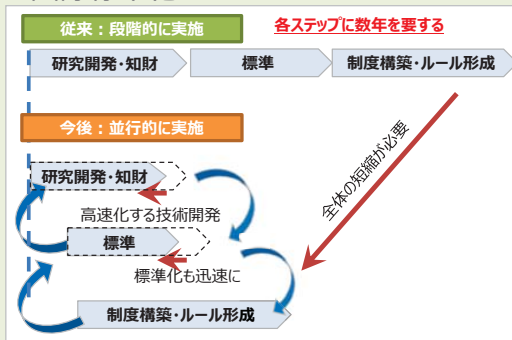 従来：段階的に実施
各ステップに数年を要する
研究開発・知財
標準
制度構築・ルール形成
今後：並行的に実施
全体の短縮が必要
研究開発・知財
高速化する技術開発
標準
標準化も迅速に
制度構築・ルール形成